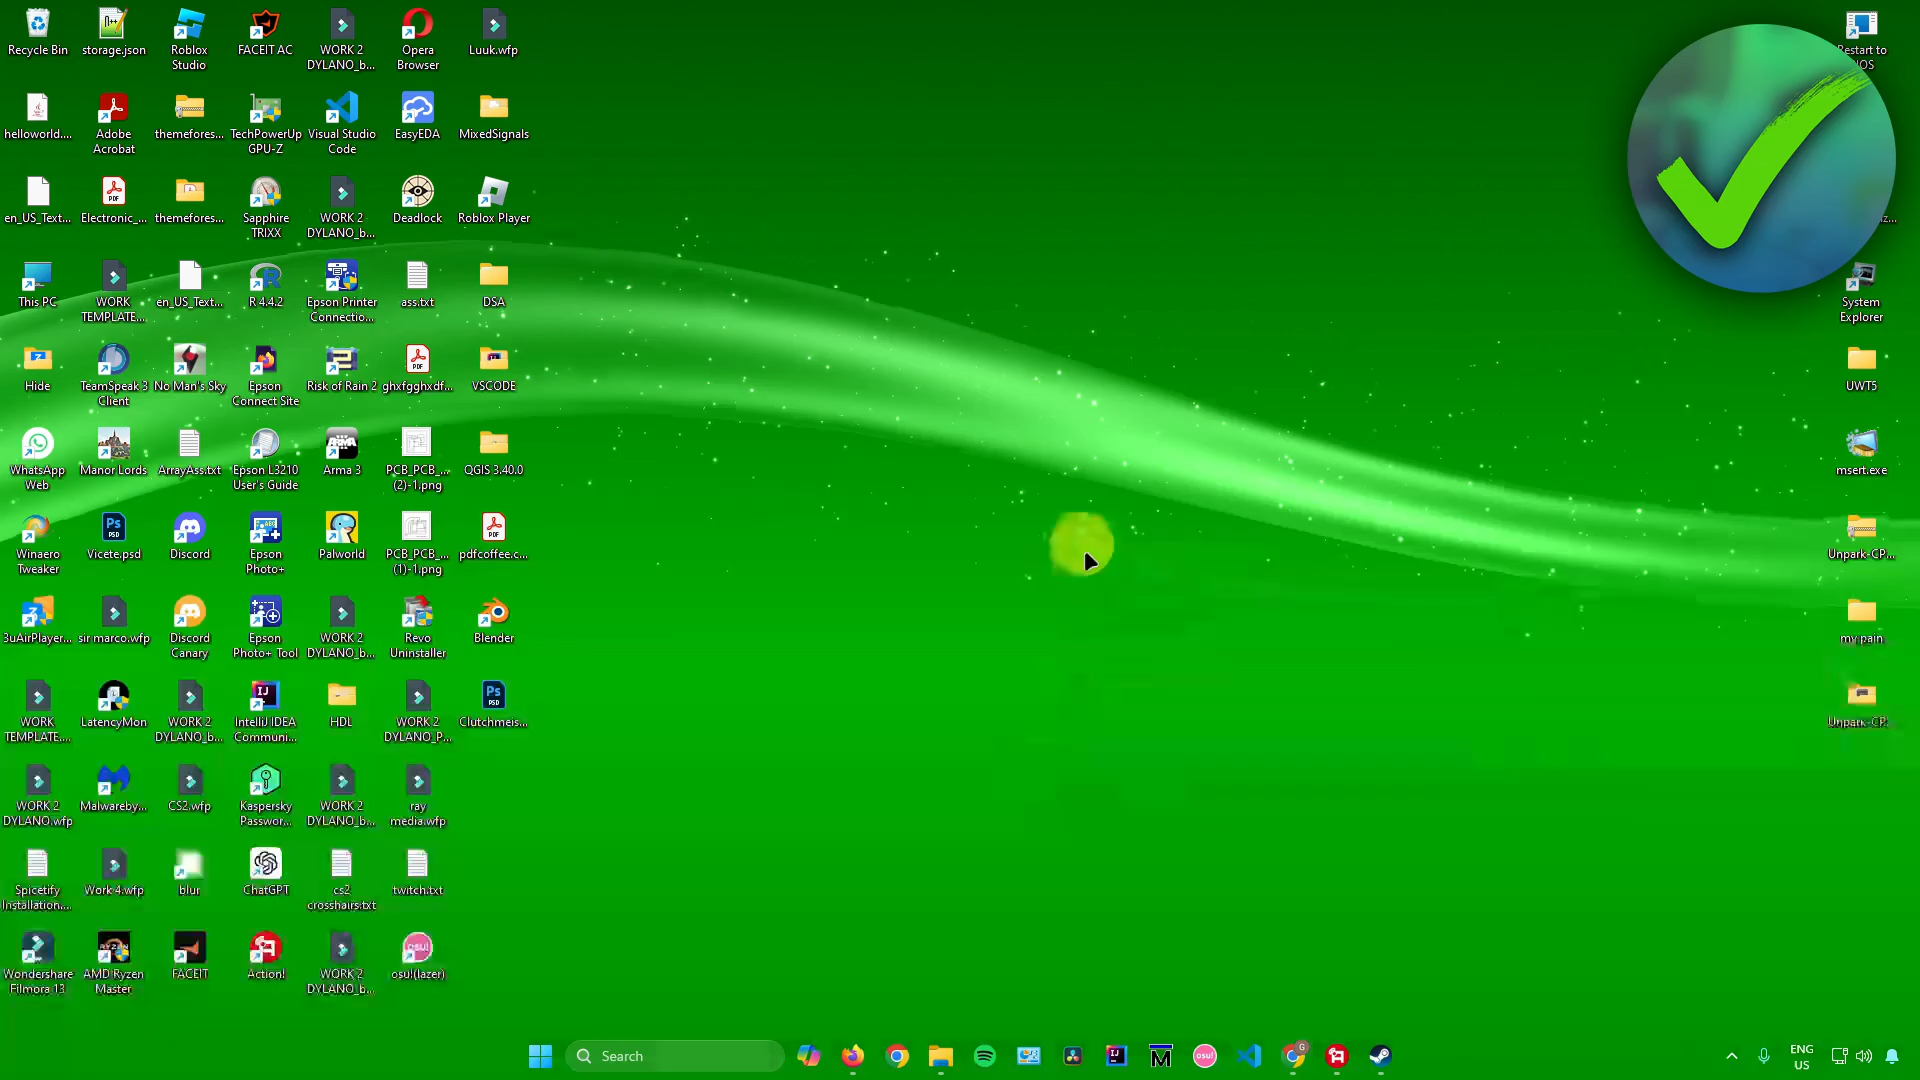 Recycle Bin
storage.json
Roblox
Studio
FACEIT AC
WORK 2
DYLANO_b...
Opera
Browser
Luuk.wfp
Restart to
helloworld....
Adobe
Acrobat
themefores...
TechPowerUp
GPU-Z
Visual Studio
Code
EasyEDA
MixedSignals
en_US_Text...
Electronic_...
themefores...
Sapphire
TRIXX
WORK 2
DYLANO_b...
Deadlock
Roblox Player
This PC
WORK
TEMPLATE...
en_US_Text...
R 4.4.2
Epson Printer
Connectio...
ass.txt
DSA
System
Explorer
Hide
TeamSpeak 3
Client
No Man's Sky
Epson
Connect Site
Risk of Rain 2
ghxfgghxdf...
VSCODE
UWT5
WhatsApp
Web
Manor Lords
ArrayAss.txt
Epson L3210
User's Guide
Arma 3
PCB_PCB_...
(2)-1.png
QGIS 3.40.0
msert.exe
Winaero
Tweaker
Vicete.psd
Discord
Epson
Photo+
Palworld
PCB_PCB_...
(1)-1.png
pdfcoffee.c...
Unpark-CP...
3uAirPlayer...
sir marco.wfp
Discord
Canary
Epson
Photo+ Tool
WORK 2
DYLANO_b...
Revo
Uninstaller
Blender
my pain
WORK
TEMPLATE....
LatencyMon
WORK 2
DYLANO_b...
IntelliJ IDEA
Communi...
HDL
WORK 2
DYLANO_P...
Clutchmeis...
Unpark-CP...
WORK 2
DYLANO.wfp
Malwareby...
CS2.wfp
Kaspersky
Passwor...
WORK 2
DYLANO_b...
ray
media.wfp
Spicetify
Installation....
Work 4.wfp
blur
ChatGPT
cs2
crosshairs.txt
twitch.txt
Wondershare
Filmora 13
AMD Ryzen
Master
FACEIT
Action!
WORK 2
DYLANO_b...
osu!(lazer)
Search
ENG
US